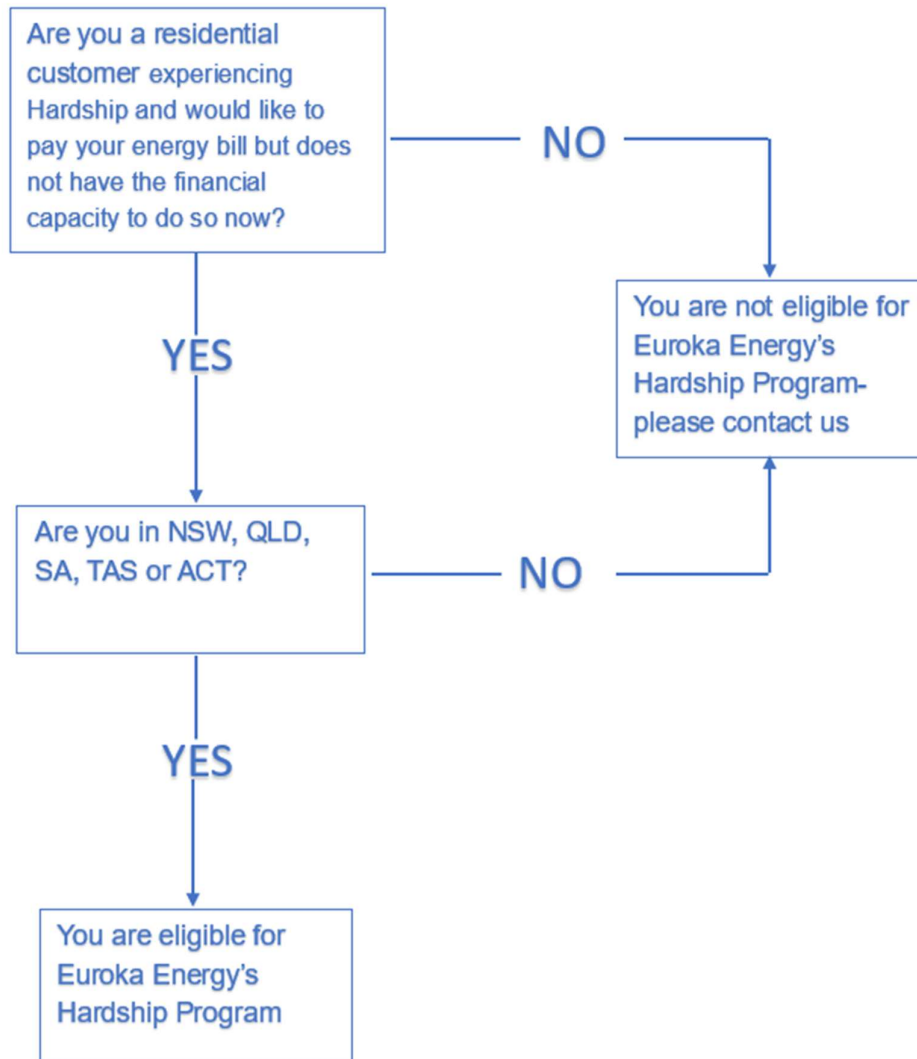 Are you a residential
customer experiencing
Hardship and would like to
pay your energy bill but does
not have the financial
capacity to do so now?
NO
You are not eligible for
Euroka Energy’s
Hardship Program-
please contact us
YES
Are you in NSW, QLD,
SA, TAS or ACT?
NO
YES
You are eligible for
Euroka Energy’s
Hardship Program